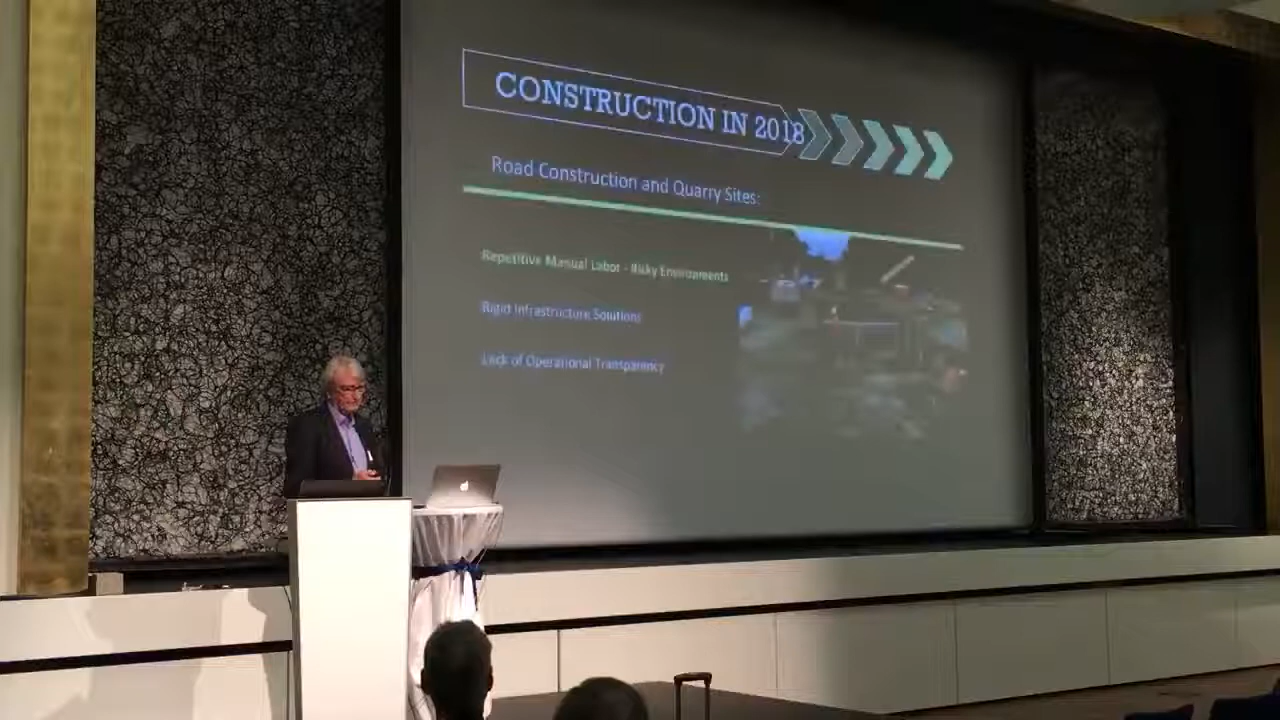 CONSTRUCTION IN 2018
Road Construction and Quarry Sites:
Repetitive Manual Labor - Risky Environments
Rigid Infrastructure Solutions
Lack of Operational Transparency